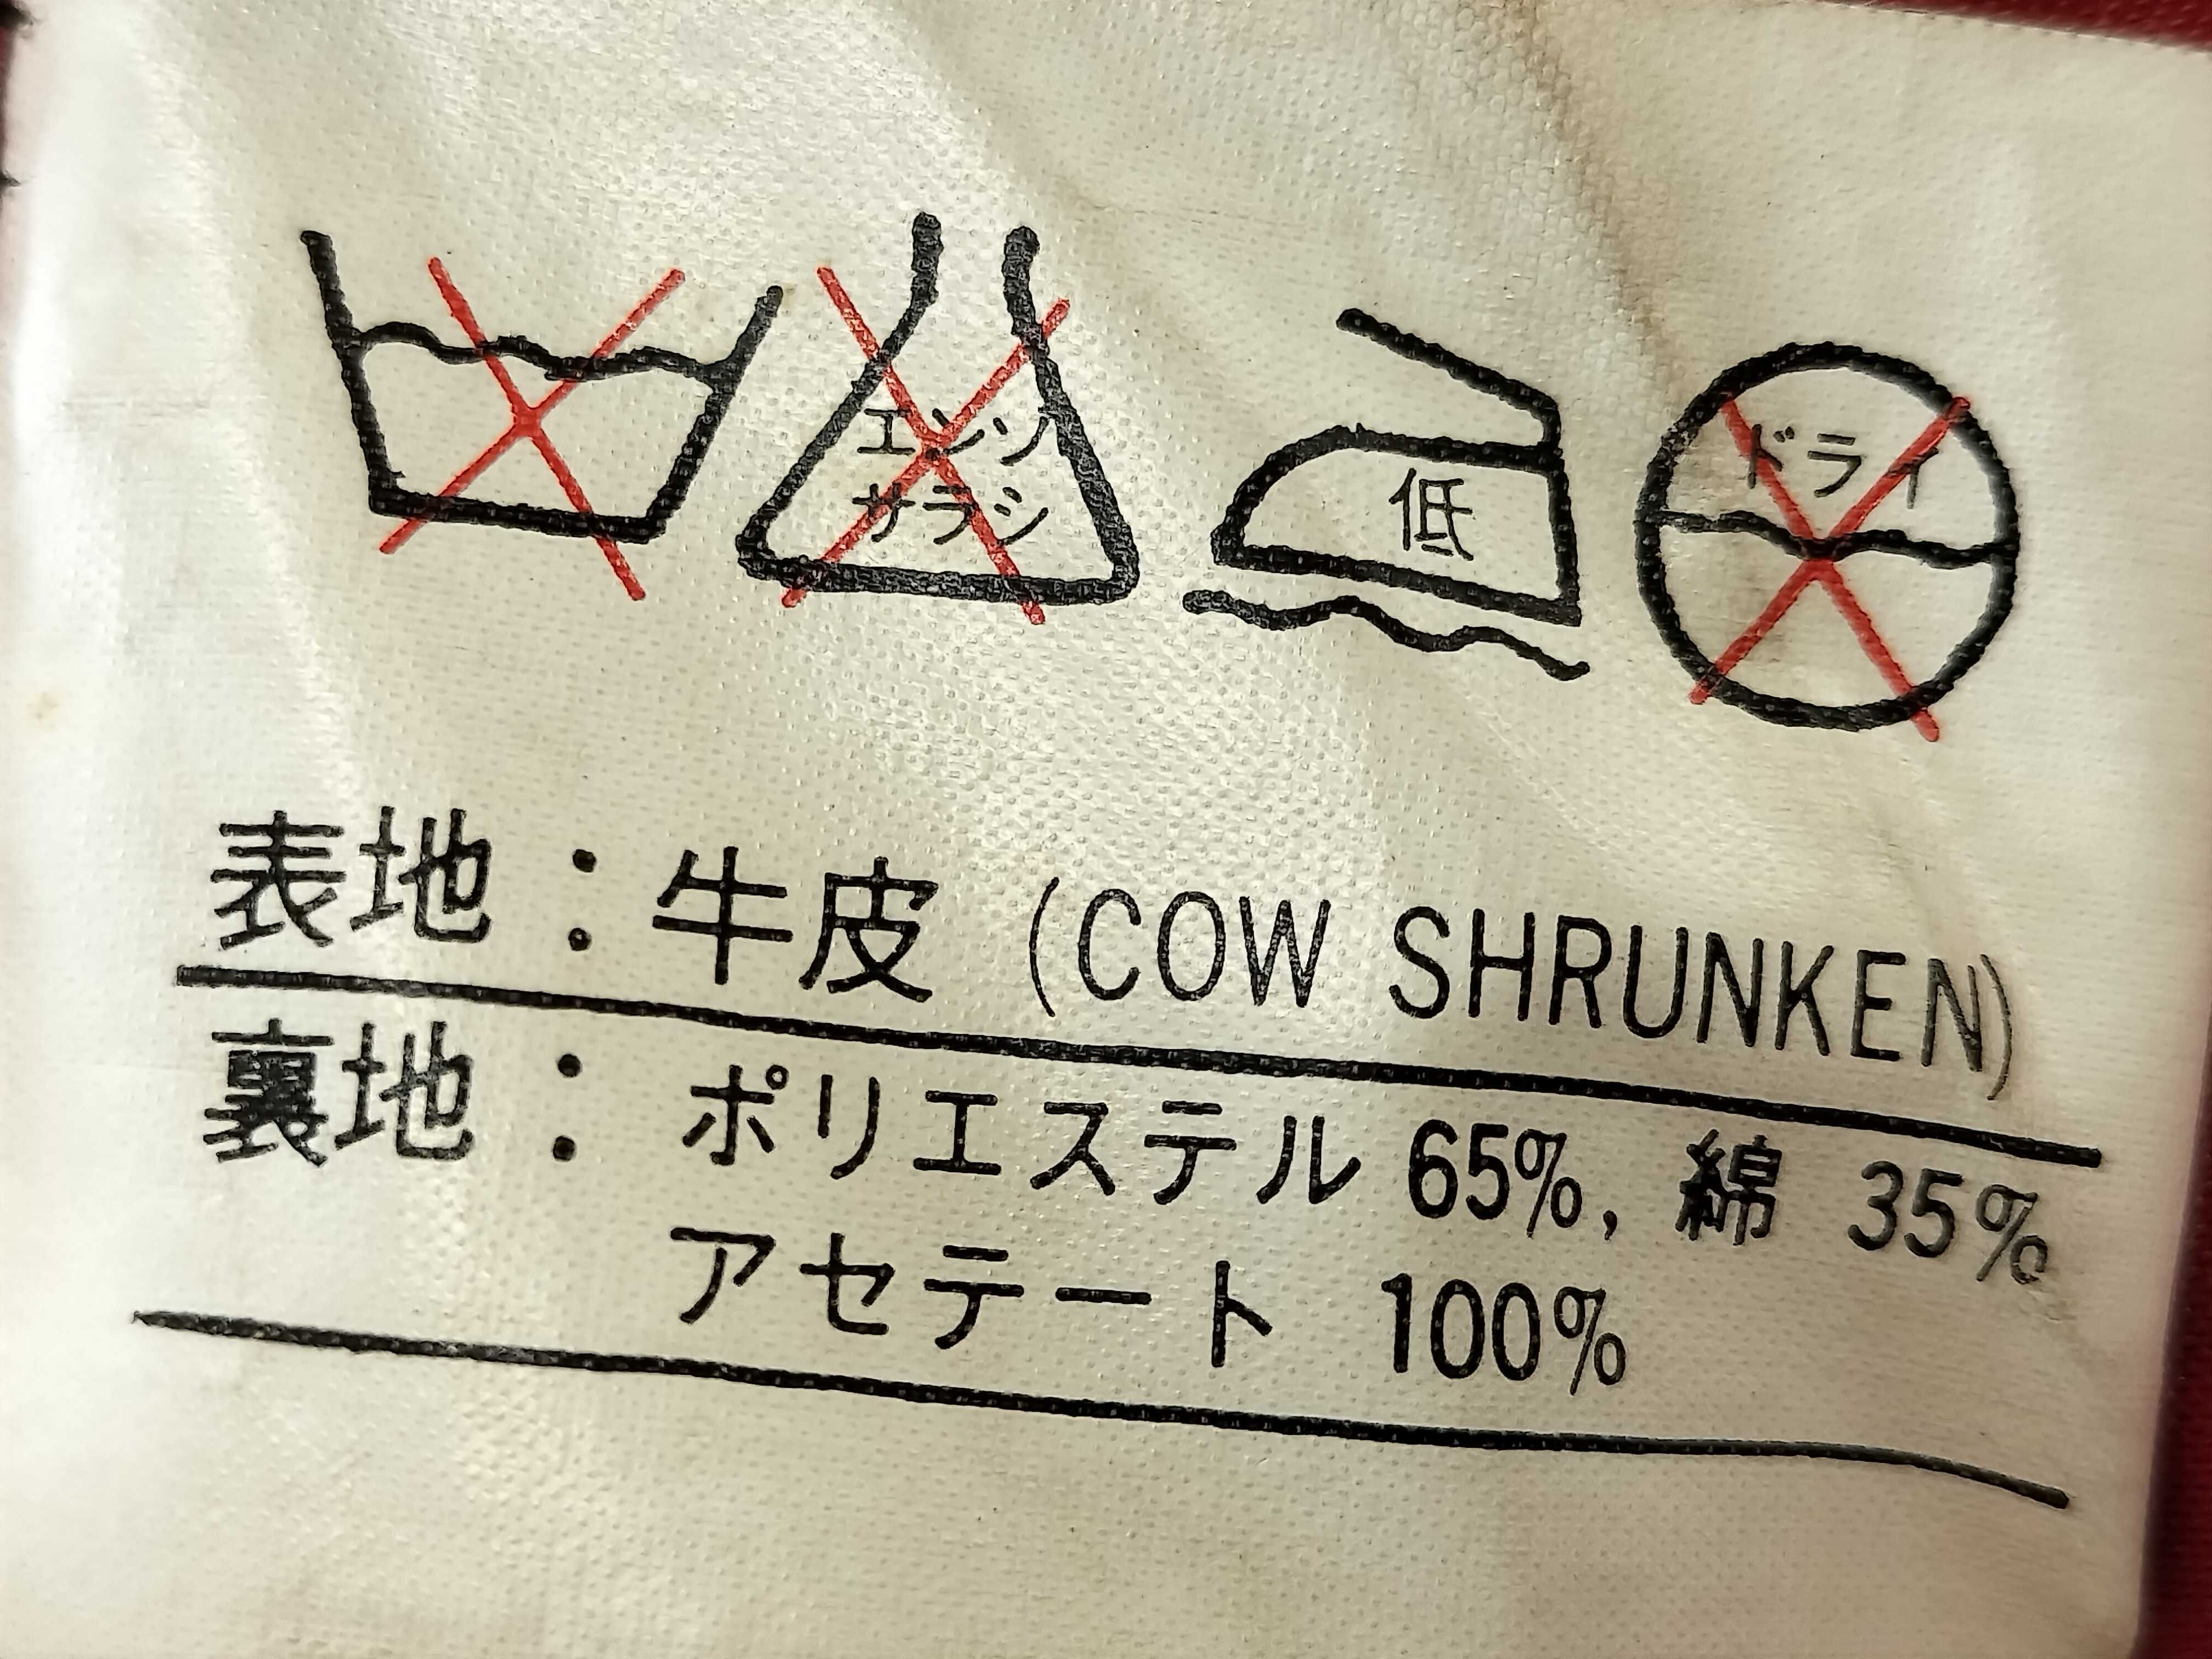 エンソ
サラシ
低
ドライ
表地：牛皮 (COW SHRUNKEN)
裏地：ポリエステル 65%, 綿 35%
アセテート 100%